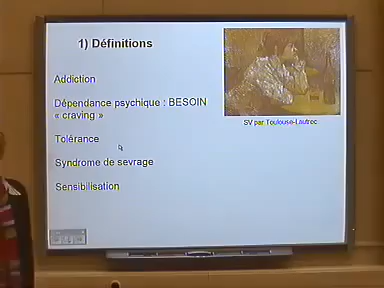 1) Définitions
Addiction
Dépendance psychique : BESOIN
« craving »
Tolérance
Syndrome de sevrage
Sensibilisation
SV par Toulouse-Lautrec